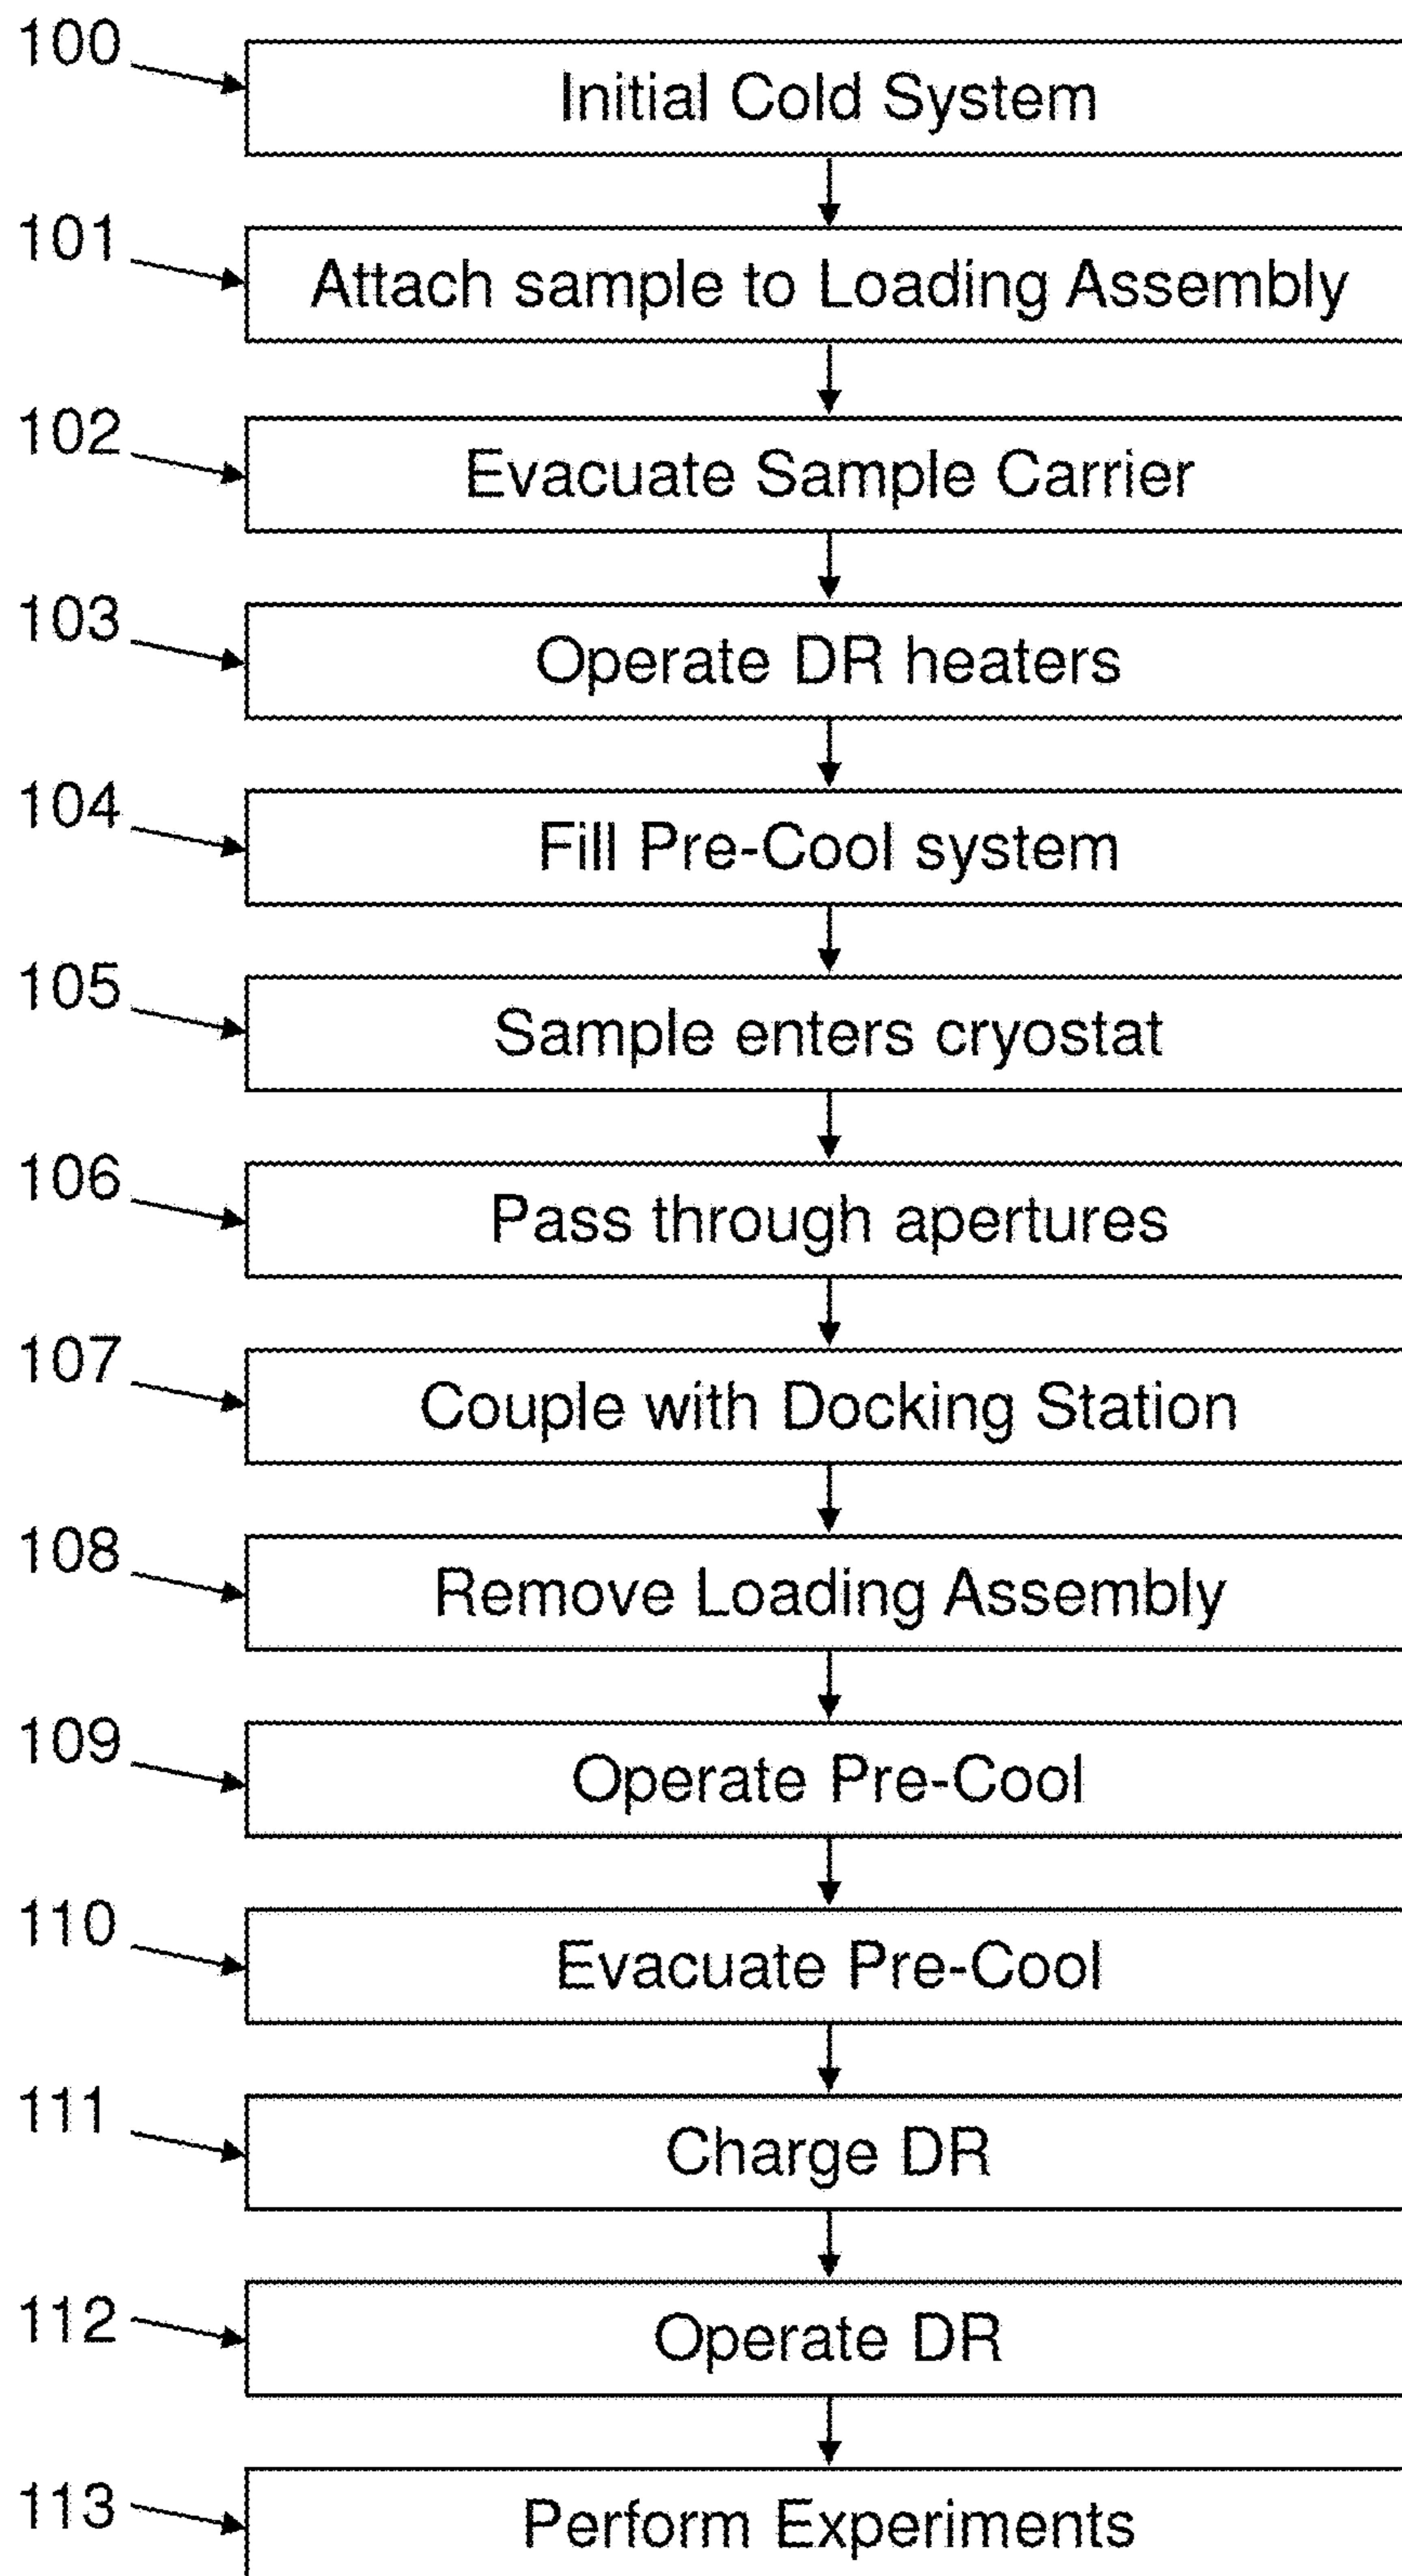 100
Initial Cold System
101
Attach sample to Loading Assembly
102
Evacuate Sample Carrier
103
Operate DR heaters
104
Fill Pre-Cool system
105
Sample enters cryostat
106
Pass through apertures
107
Couple with Docking Station
108
Remove Loading Assembly
109
Operate Pre-Cool
110
Evacuate Pre-Cool
111
Charge DR
112
Operate DR
113
Perform Experiments